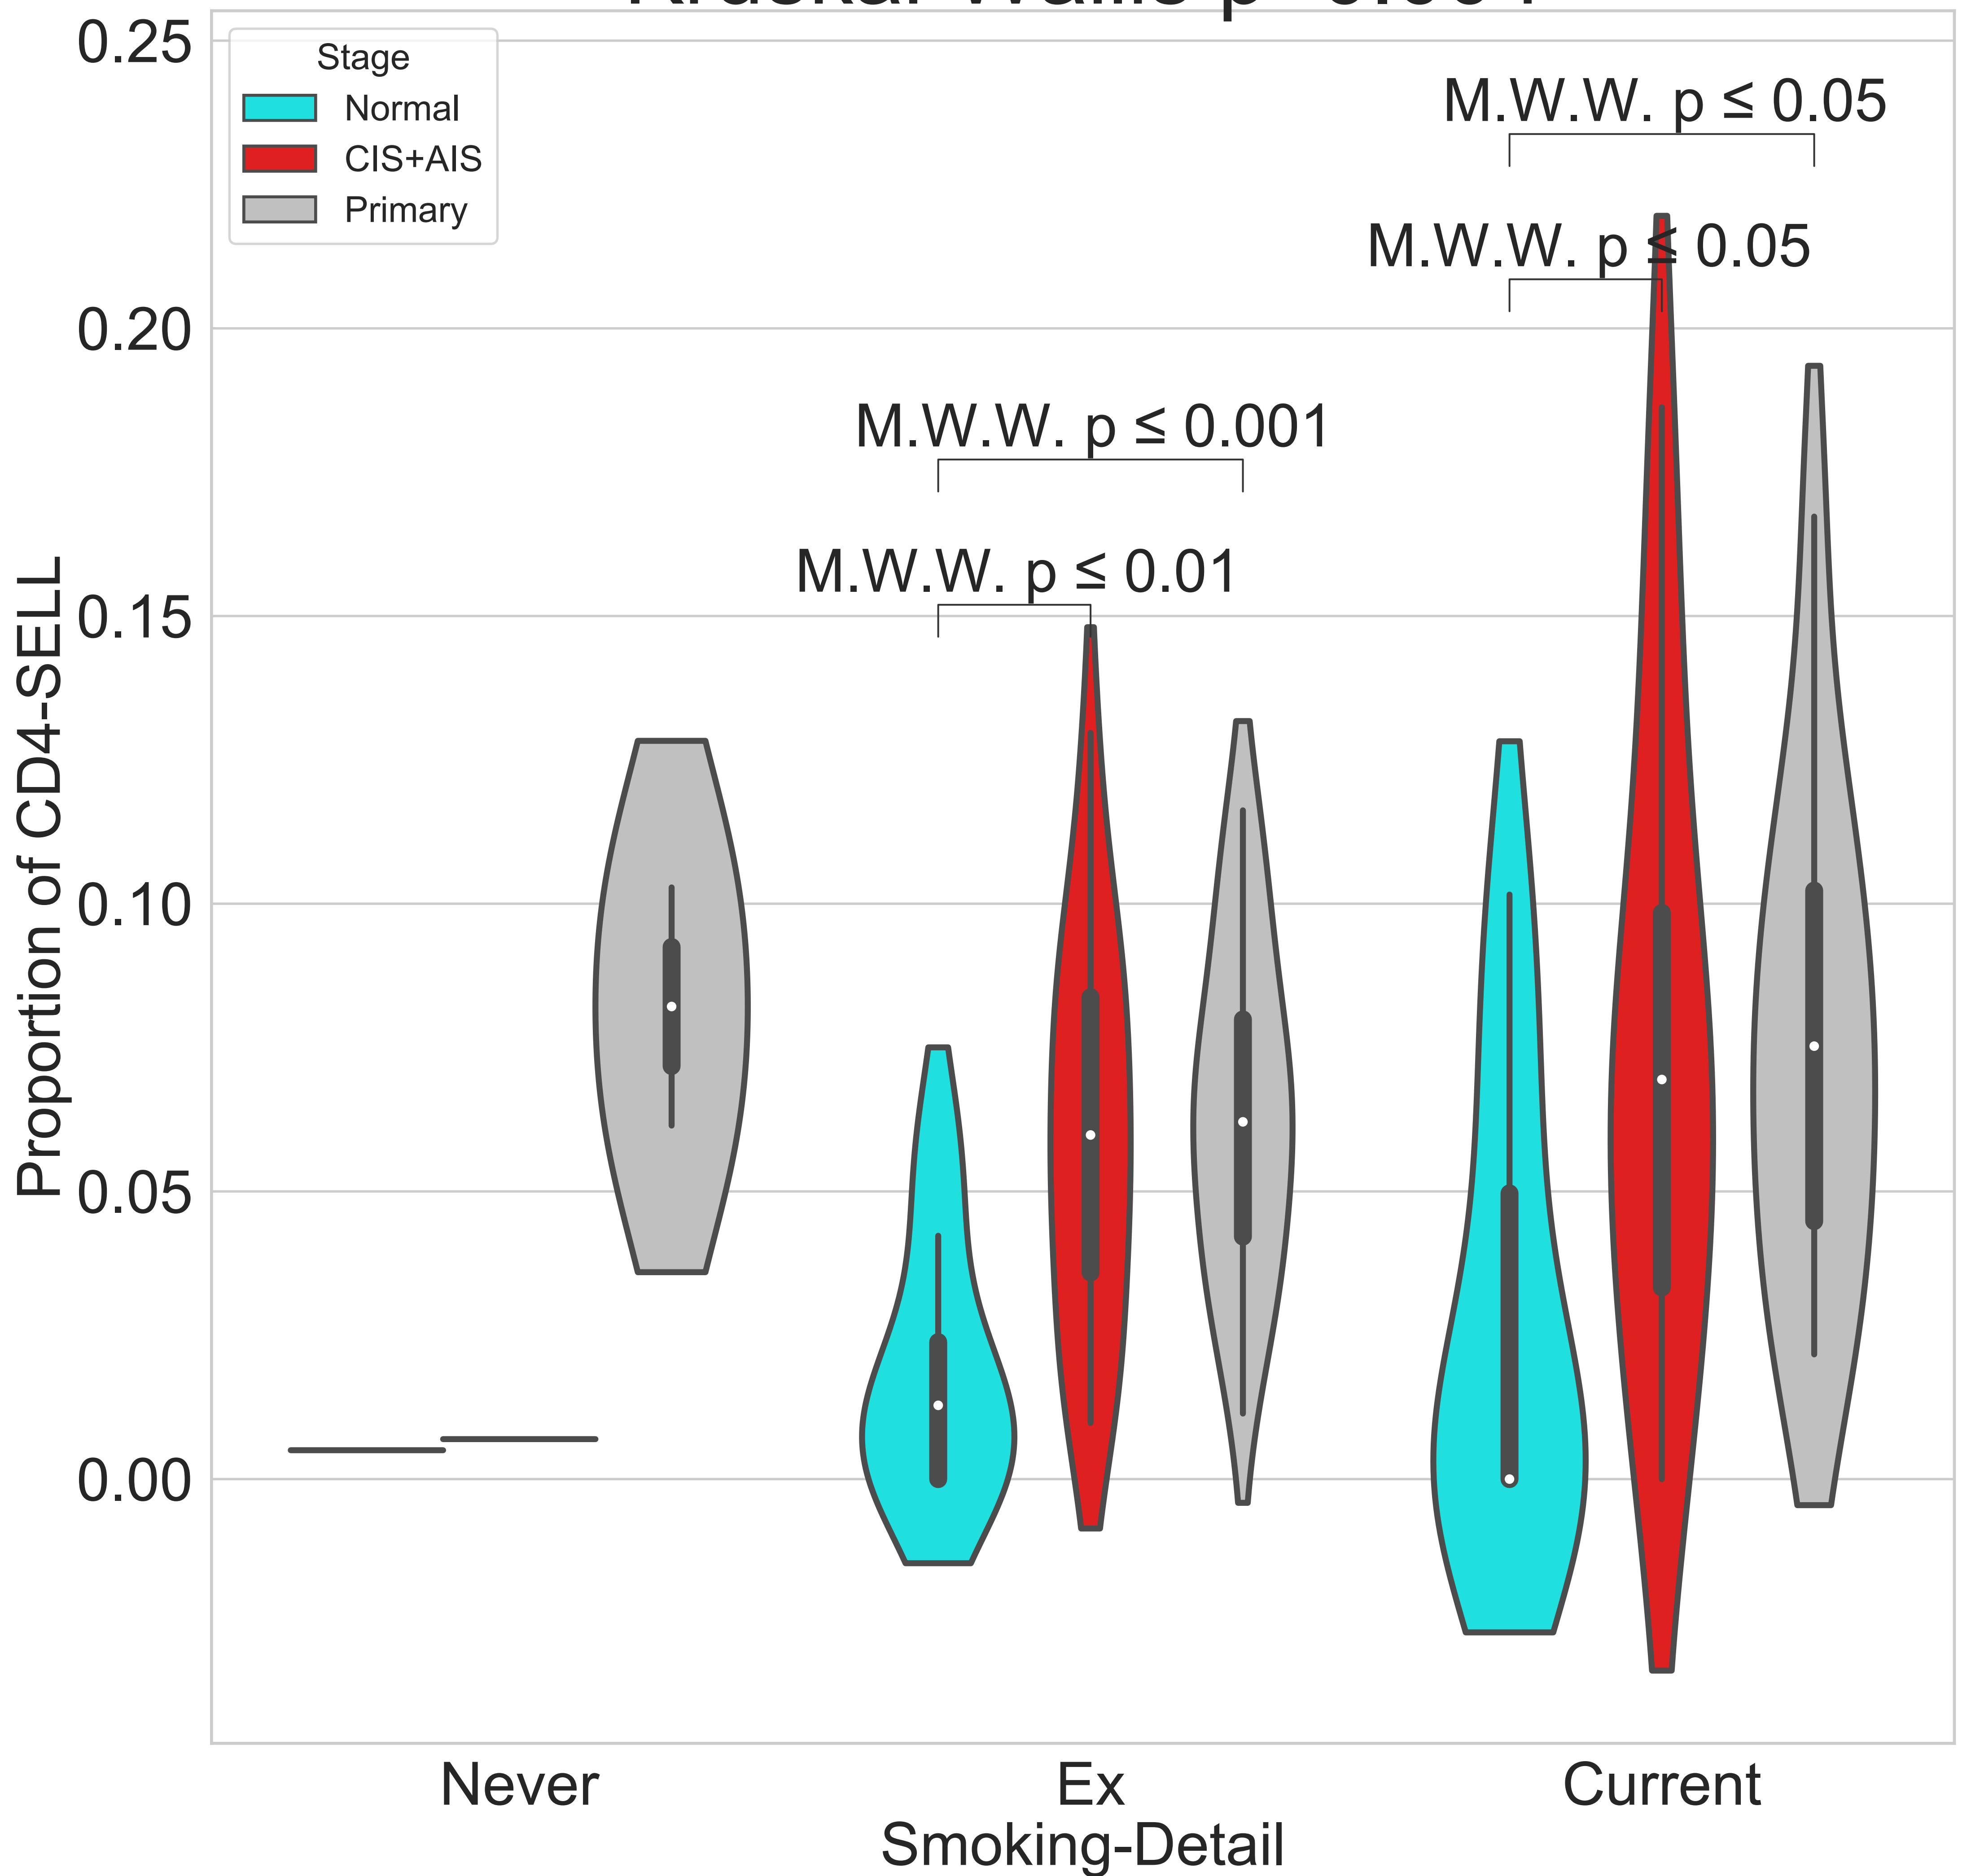 0.25
0.20
0.15
0.10
0.05
0.00
Proportion of CD4-SELL
Stage
Normal
CIS+AIS
Primary
M.W.W. p ≤ 0.05
M.W.W. p ≤ 0.05
M.W.W. p ≤ 0.001
M.W.W. p ≤ 0.01
Never
Ex
Current
Smoking-Detail